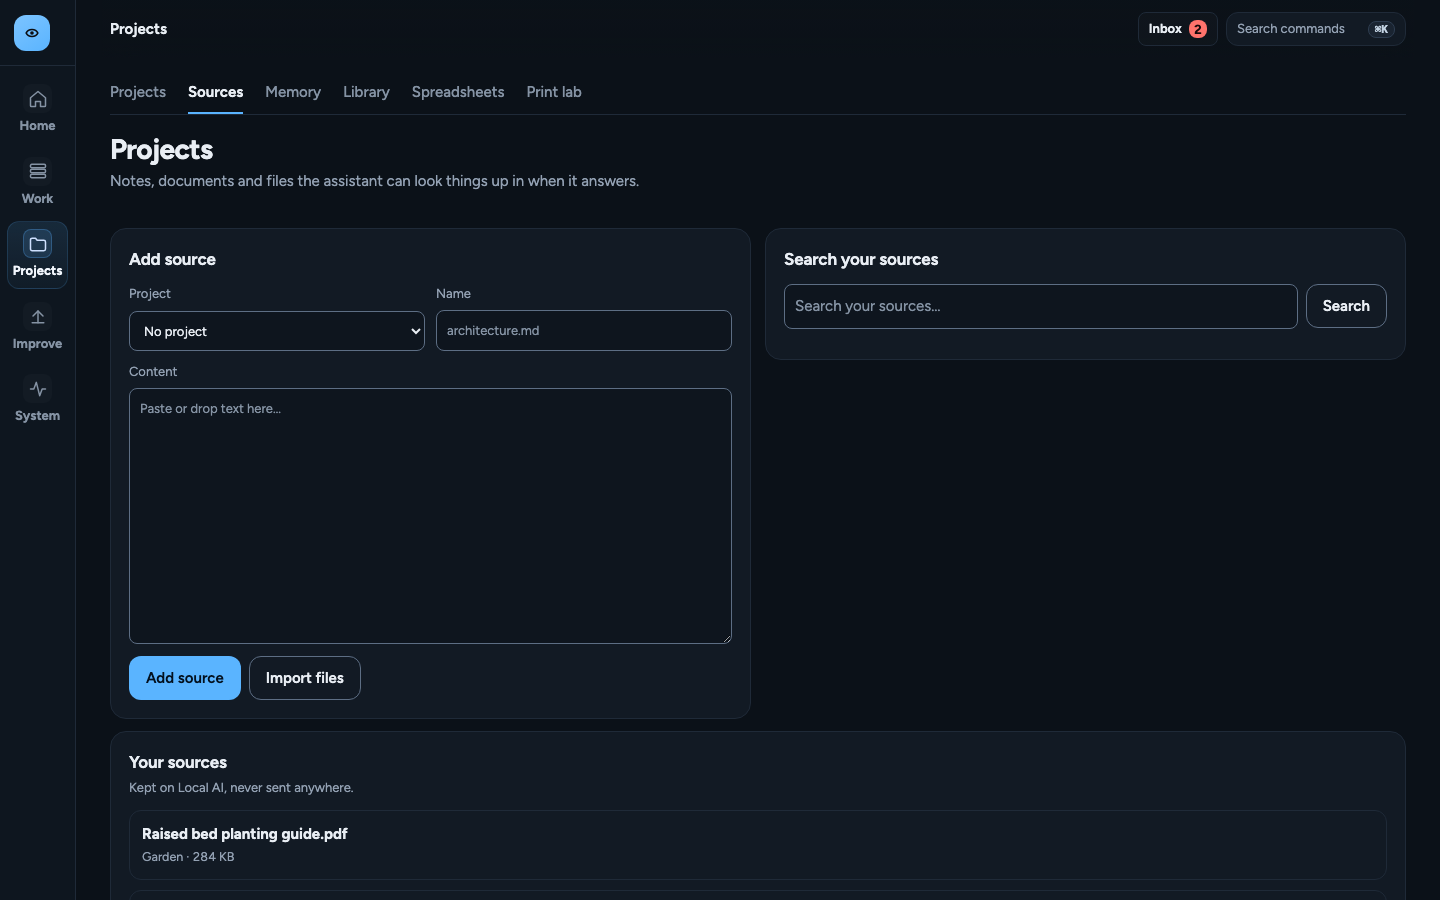 Projects
Inbox 2
Search commands ⌘K
Home
Work
Projects
Improve
System
Projects Sources Memory Library Spreadsheets Print lab
Projects
Notes, documents and files the assistant can look things up in when it answers.
Add source
Project
Name
No project
architecture.md
Content
Paste or drop text here...
Add source
Import files
Search your sources
Search your sources...
Search
Your sources
Kept on Local AI, never sent anywhere.
Raised bed planting guide.pdf
Garden · 284 KB